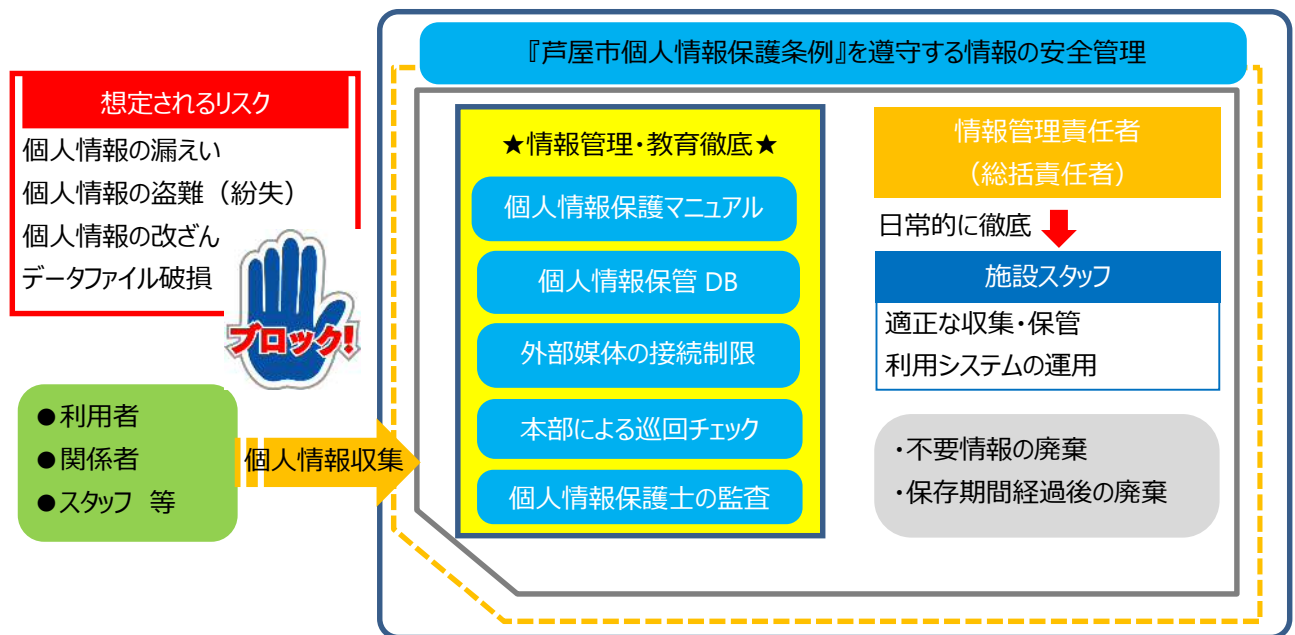 『芦屋市個人情報保護条例』を遵守する情報の安全管理
想定されるリスク
個人情報の漏えい
個人情報の盗難（紛失）
個人情報の改ざん
データファイル破損
ブロック!
●利用者
●関係者
●スタッフ 等
個人情報収集
★情報管理・教育徹底★
個人情報保護マニュアル
個人情報保管 DB
外部媒体の接続制限
本部による巡回チェック
個人情報保護士の監査
情報管理責任者
（総括責任者）
日常的に徹底
施設スタッフ
適正な収集・保管
利用システムの運用
・不要情報の廃棄
・保存期間経過後の廃棄